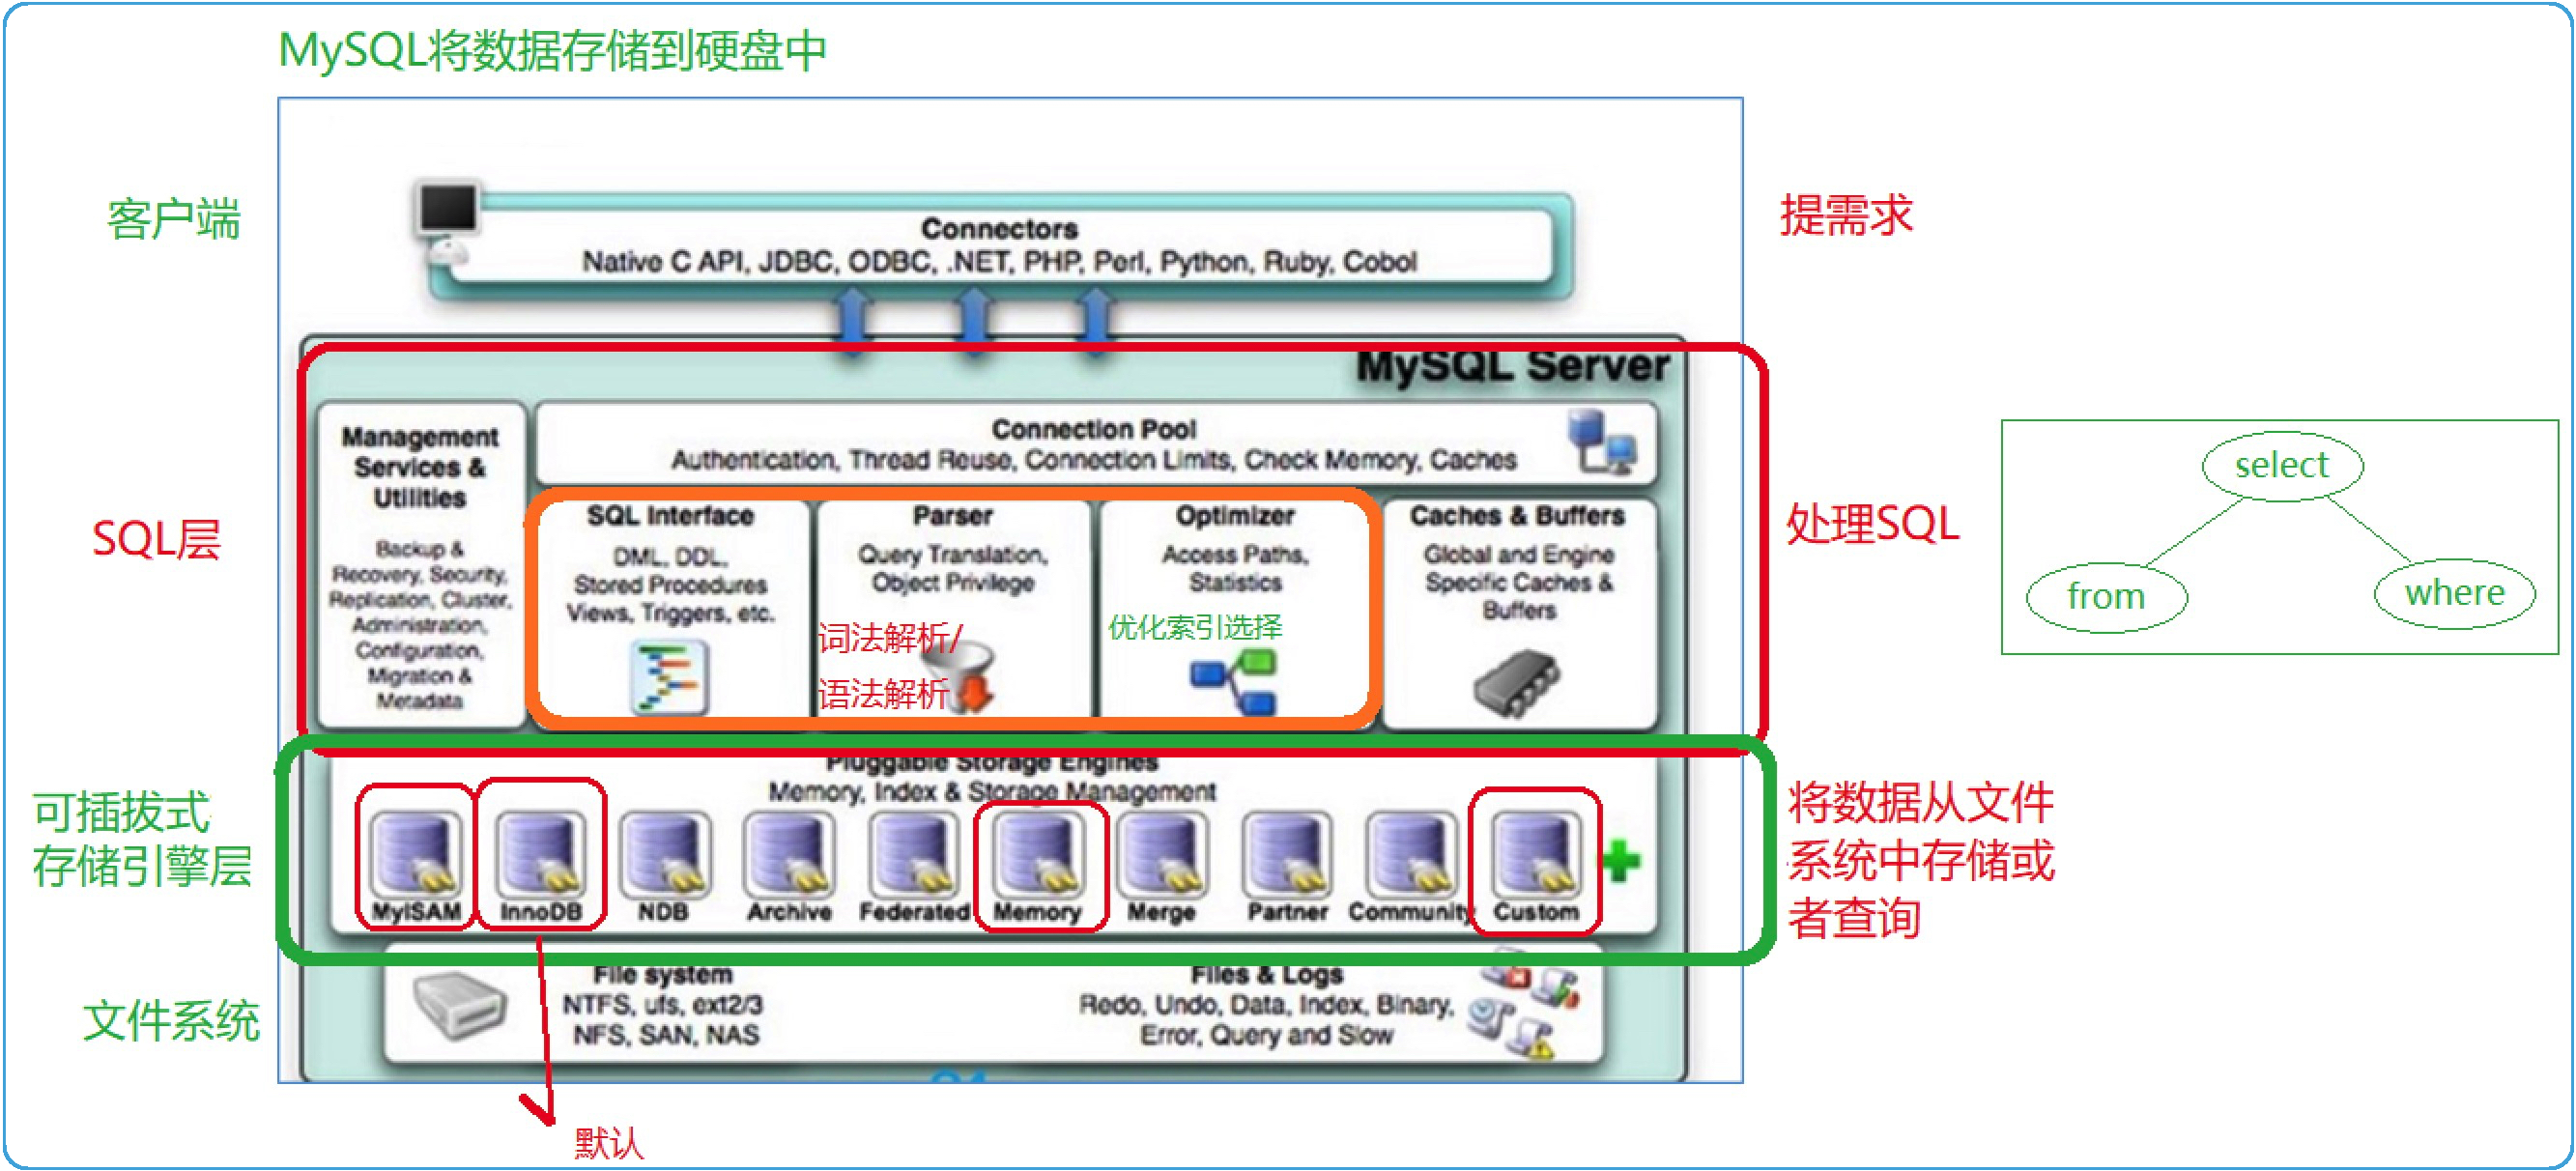 MySQL将数据存储到硬盘中
客户端
Connectors
Native C API, JDBC, ODBC, .NET, PHP, Perl, Python, Ruby, Cobol
提需求
MySQL Server
SQL层
Management
Services &
Utilities
Backup &
Recovery, Security,
Replication, Cluster,
Administration,
Configuration,
Migration &
Metadata
Connection Pool
Authentication, Thread Reuse, Connection Limits, Check Memory, Caches
SQL Interface
DML, DDL,
Stored Procedures
Views, Triggers, etc.
Parser
Query Translation,
Object Privilege
词法解析/
语法解析
Optimizer
Access Paths,
Statistics
优化索引选择
Caches & Buffers
Global and Engine
Specific Caches &
Buffers
处理SQL
select
from
where
可插拔式
存储引擎层
Pluggable Storage Engines
Memory, Index & Storage Management
MyISAM
InnoDB
NDB
Archive
Federated
Memory
Merge
Partner
Community
Custom
将数据从文件
系统中存储或
者查询
文件系统
File system
NTFS, ufs, ext2/3
NFS, SAN, NAS
Files & Logs
Redo, Undo, Data, Index, Binary,
Error, Query and Slow
默认